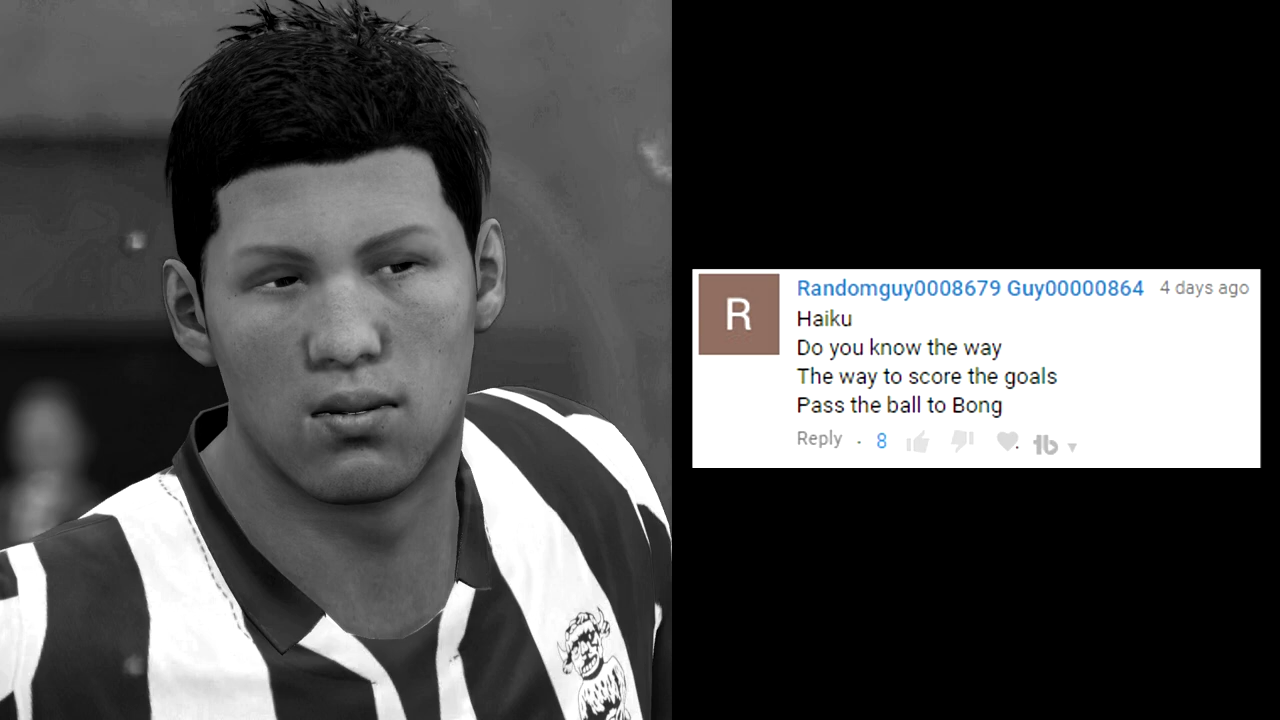 R
Randomguy0008679 Guy00000864 4 days ago
Haiku
Do you know the way
The way to score the goals
Pass the ball to Bong
Reply · 8